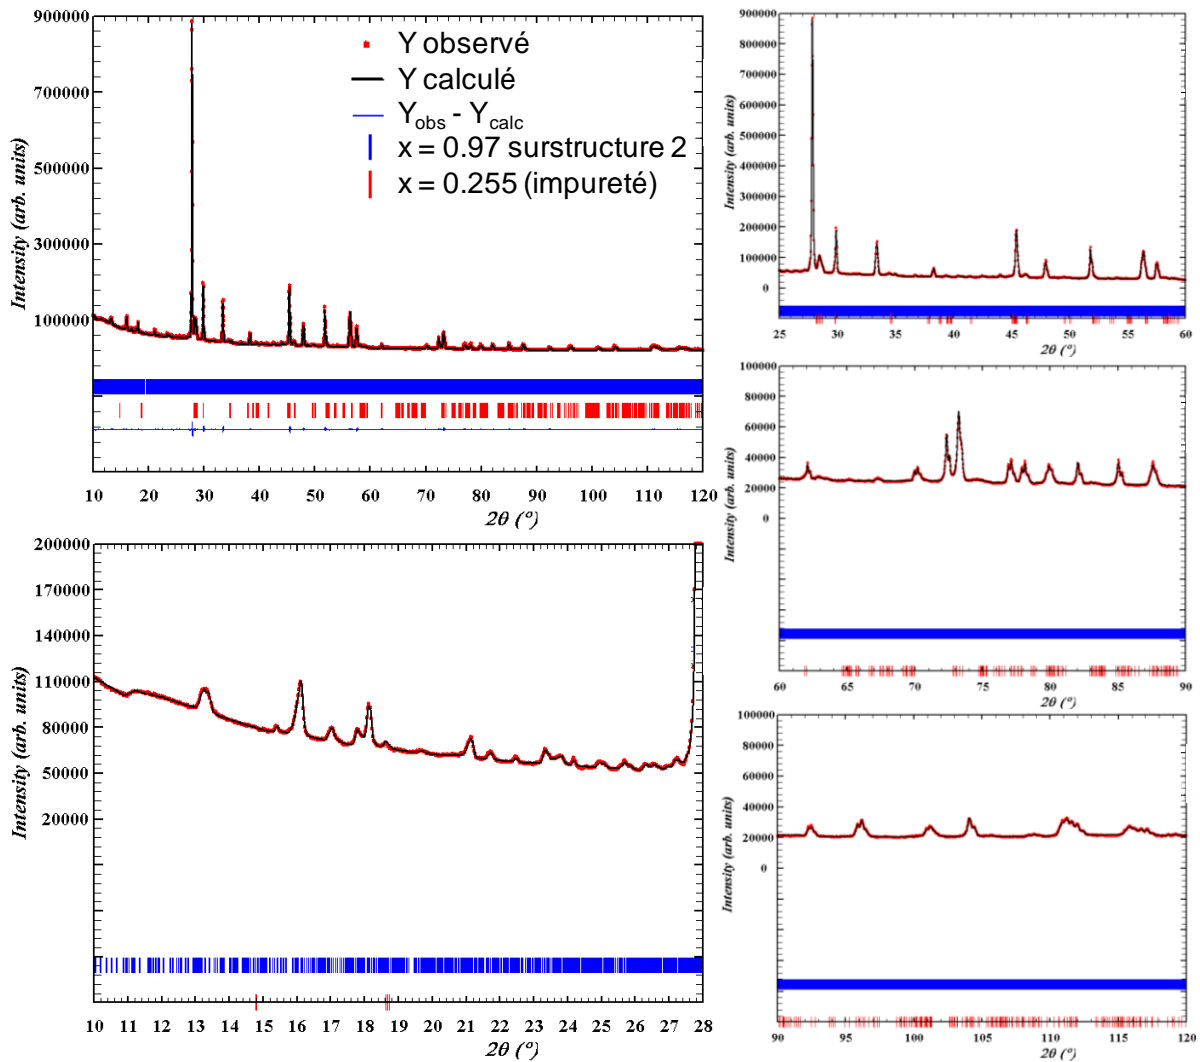 900000
700000
500000
300000
100000
Intensity (arb. units)
Y observé
Y calculé
Yobs - Ycalc
x = 0.97 surstructure 2
x = 0.255 (impureté)
10 20 30 40 50 60 70 80 90 100 110 120
2θ (°)
900000
800000
700000
600000
500000
400000
300000
200000
100000
0
Intensity (arb. units)
25 30 35 40 45 50 55 60
2θ (°)
100000
80000
60000
40000
20000
0
Intensity (arb. units)
60 65 70 75 80 85 90
2θ (°)
200000
170000
140000
110000
80000
50000
20000
Intensity (arb. units)
10 11 12 13 14 15 16 17 18 19 20 21 22 23 24 25 26 27 28
2θ (°)
100000
80000
60000
40000
20000
0
Intensity (arb. units)
90 95 100 105 110 115 120
2θ (°)